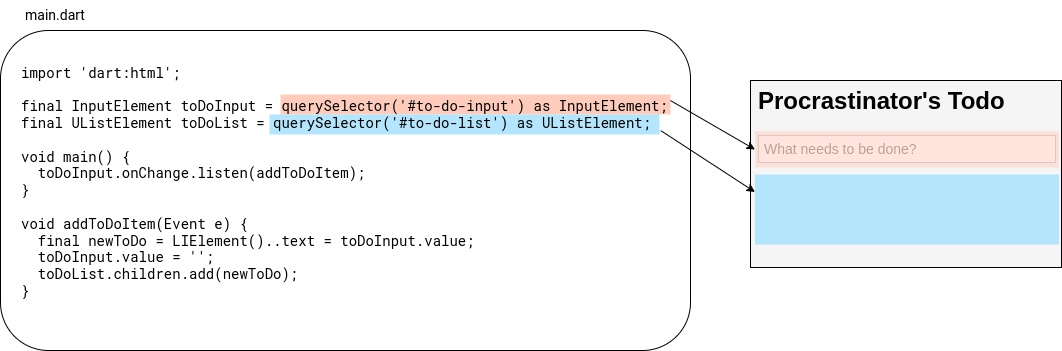 main.dart
import 'dart:html';
final InputElement toDoInput = querySelector('#to-do-input') as InputElement;
final UListElement toDoList = querySelector('#to-do-list') as UListElement;
void main() {
  toDoInput.onChange.listen(addToDoItem);
}
void addToDoItem(Event e) {
  final newToDo = LIElement()..text = toDoInput.value;
  toDoInput.value = '';
  toDoList.children.add(newToDo);
}
Procrastinator's Todo
What needs to be done?